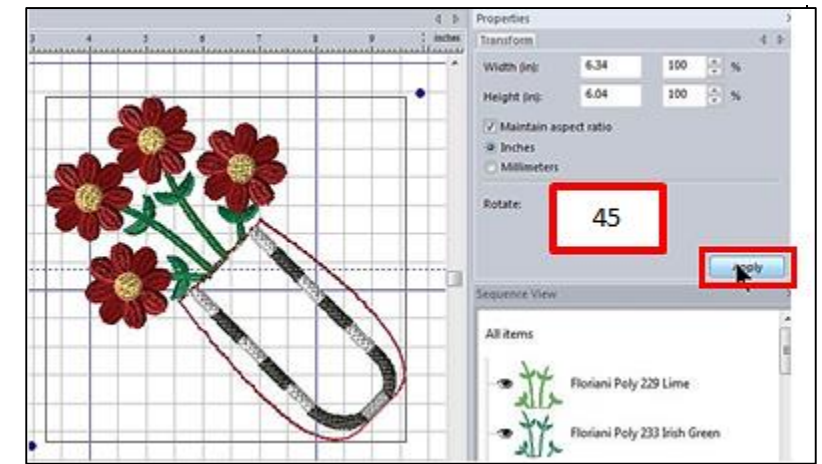 Properties
inches
Transform
Width (in): 6.34 100 %
Height (in): 6.04 100 %
Maintain aspect ratio
Inches
Millimeters
Rotate: 45
Apply
Sequence View
All items
Floriani Poly 229 Lime
Floriani Poly 233 Irish Green